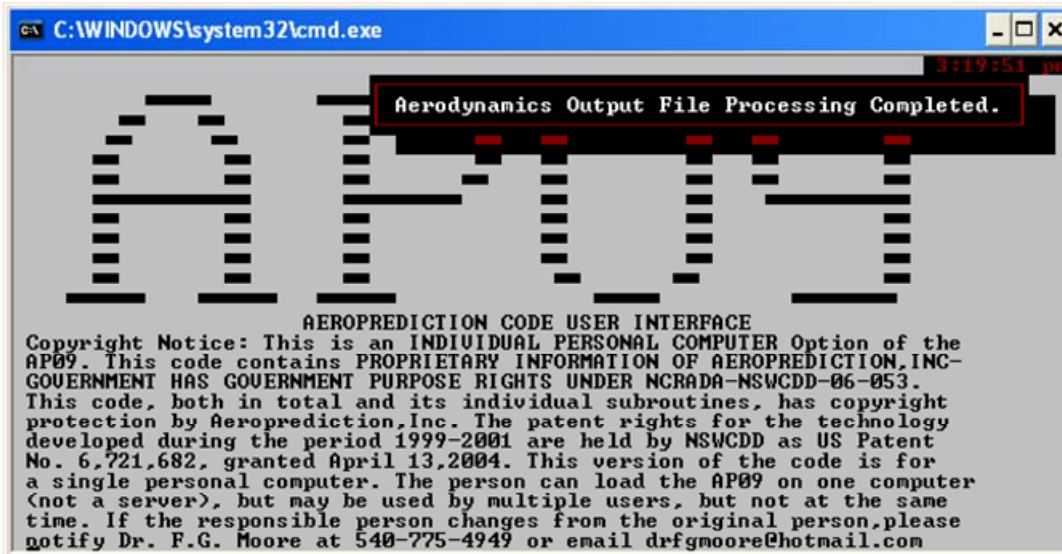 C:\WINDOWS\system32\cmd.exe
3:19:51 pm
Aerodynamics Output File Processing Completed.
AP09
AEROPREDICTION CODE USER INTERFACE
Copyright Notice: This is an INDIVIDUAL PERSONAL COMPUTER Option of the
AP09. This code contains PROPRIETARY INFORMATION OF AEROPREDICTION,INC-
GOVERNMENT HAS GOVERNMENT PURPOSE RIGHTS UNDER NCRADA-NSWCDD-06-053.
This code, both in total and its individual subroutines, has copyright
protection by Aeroprediction,Inc. The patent rights for the technology
developed during the period 1999-2001 are held by NSWCDD as US Patent
No. 6,721,682, granted April 13,2004. This version of the code is for
a single personal computer. The person can load the AP09 on one computer
(not a server), but may be used by multiple users, but not at the same
time. If the responsible person changes from the original person,please
notify Dr. F.G. Moore at 540-775-4949 or email drfgmoore@hotmail.com